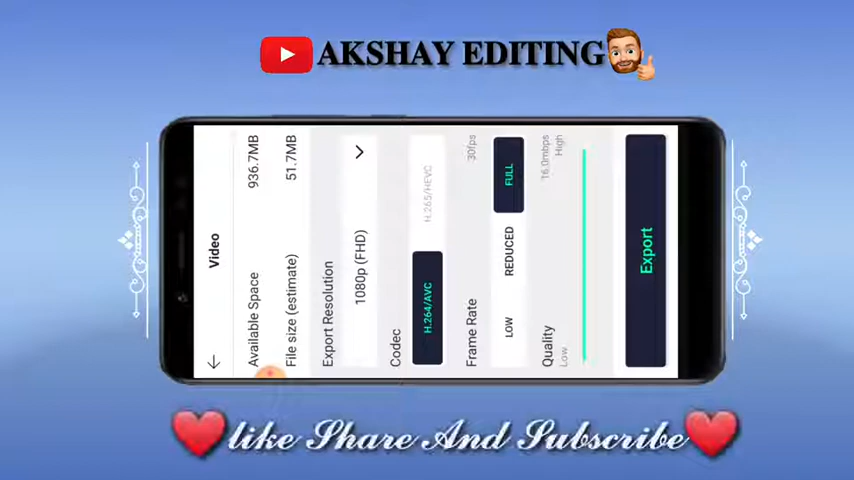 AKSHAY EDITING
Video
Available Space 936.7MB
File size (estimate) 51.7MB
Export Resolution
1080p (FHD)
Codec
H.264/AVC H.265/HEVC
Frame Rate 30fps
LOW REDUCED FULL
Quality 16.0mbps
Low High
Export
like Share And Subscribe